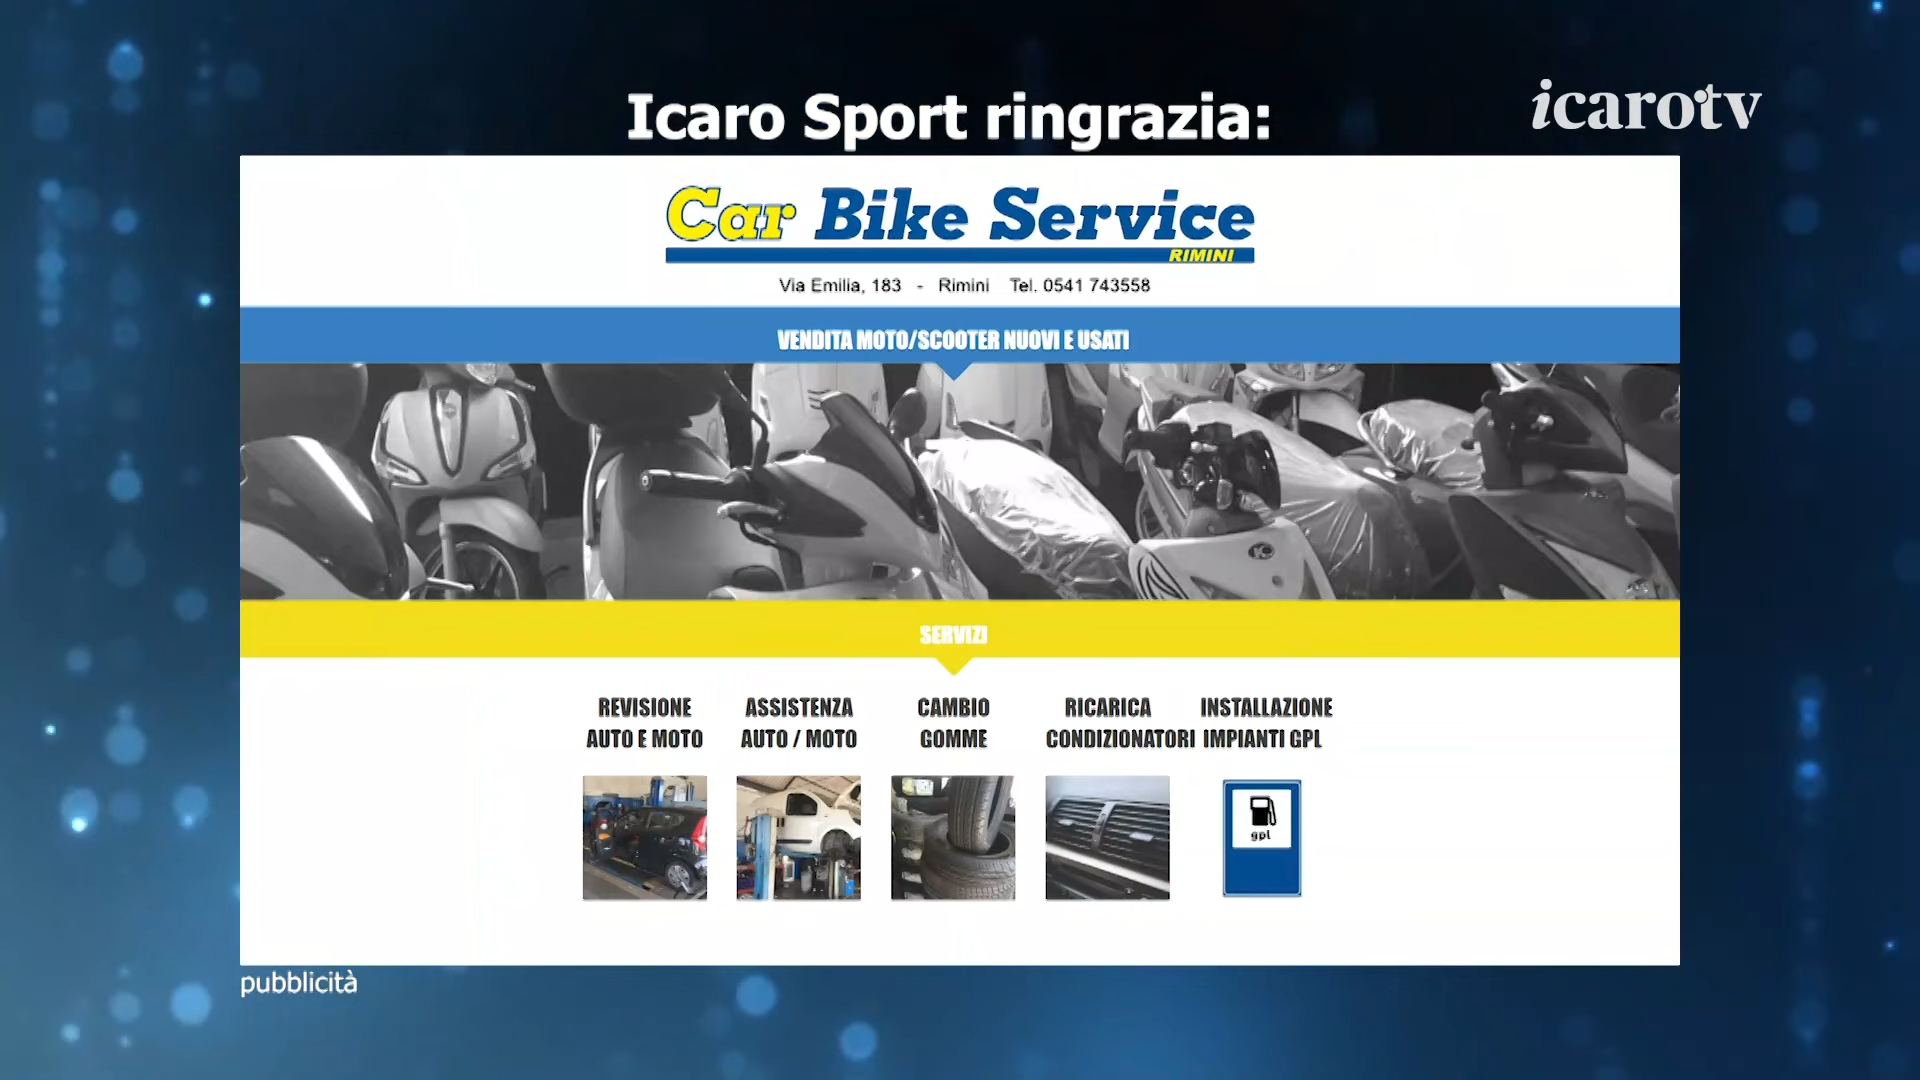 icarotv
Icaro Sport ringrazia:
Car Bike Service
RIMINI
Via Emilia, 183 - Rimini Tel. 0541 743558
VENDITA MOTO/SCOOTER NUOVI E USATI
SERVIZI
REVISIONE
AUTO E MOTO
ASSISTENZA
AUTO / MOTO
CAMBIO
GOMME
RICARICA
CONDIZIONATORI
INSTALLAZIONE
IMPIANTI GPL
gpl
pubblicità